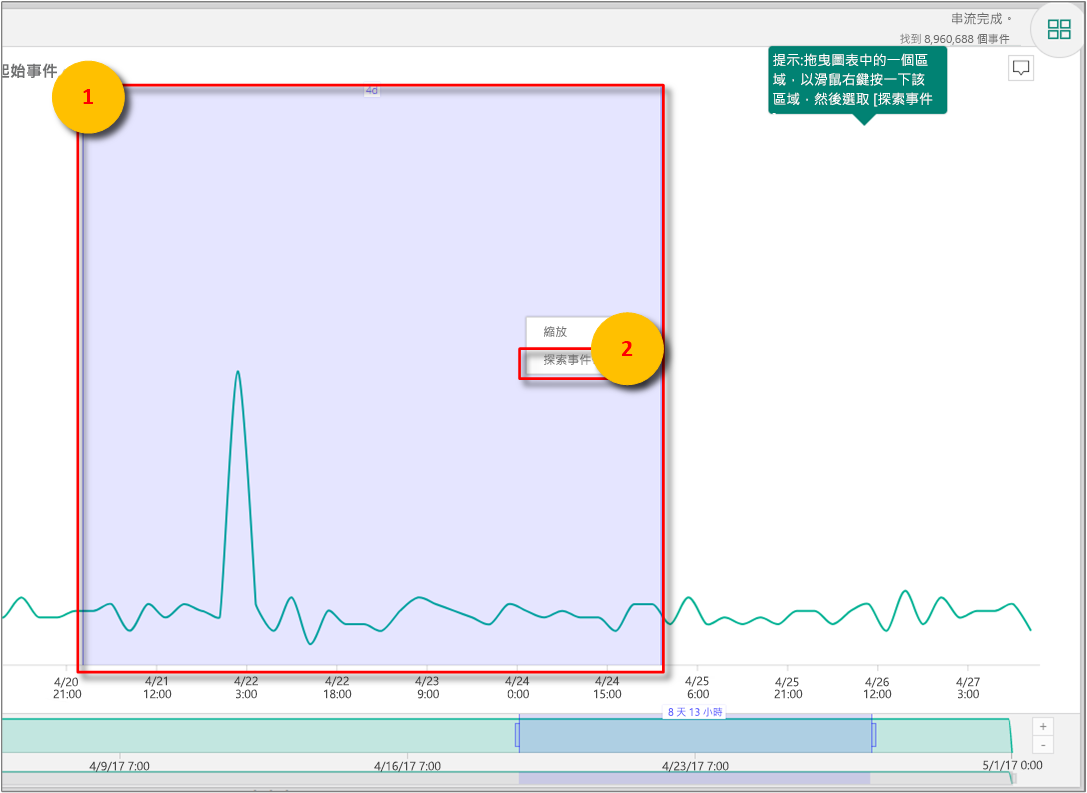 串流完成。
找到 8,960,688 個事件
提示:拖曳圖表中的一個區
域，以滑鼠右鍵按一下該
區域，然後選取 [探索事件
起始事件
1
4d
縮放
探索事件
2
4/20 4/21 4/22 4/22 4/23 4/24 4/24 4/25 4/25 4/26 4/27
21:00 12:00 3:00 18:00 9:00 0:00 15:00 6:00 21:00 12:00 3:00
8 天 13 小時
+
-
4/9/17 7:00 4/16/17 7:00 4/23/17 7:00 5/1/17 0:00